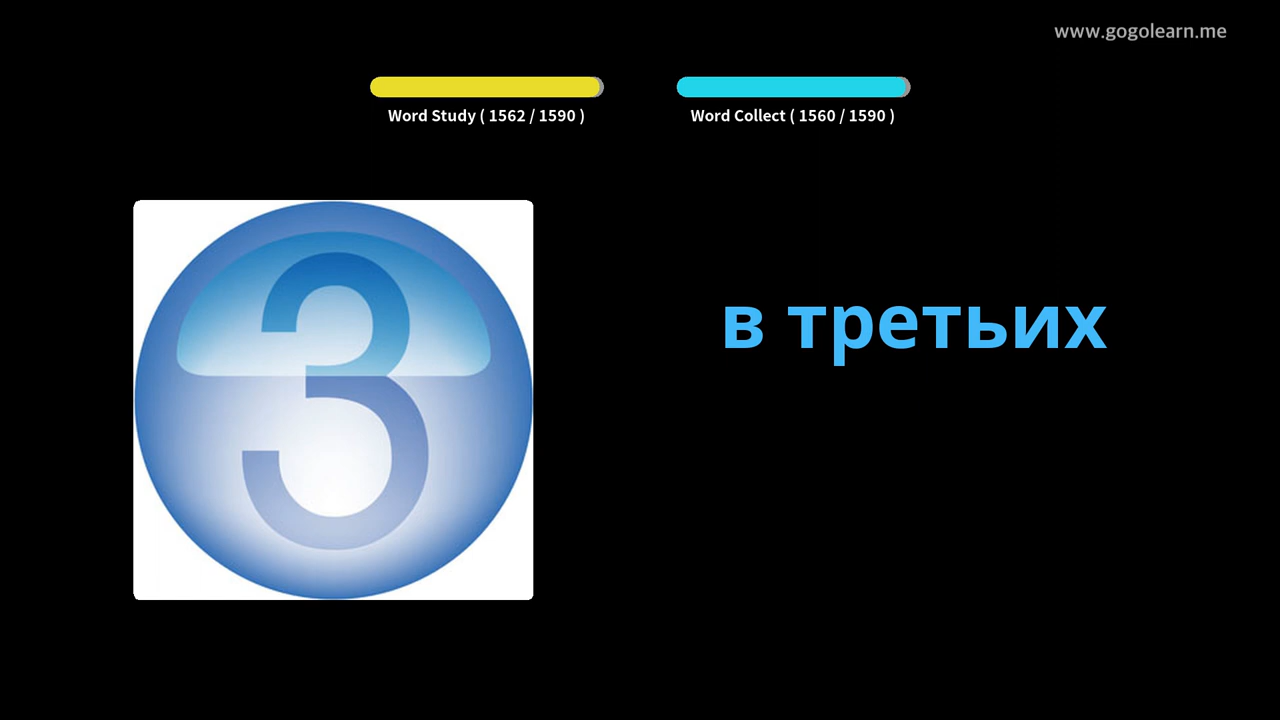 www.gogolearn.me
Word Study ( 1562 / 1590 )
Word Collect ( 1560 / 1590 )
3
в третьих